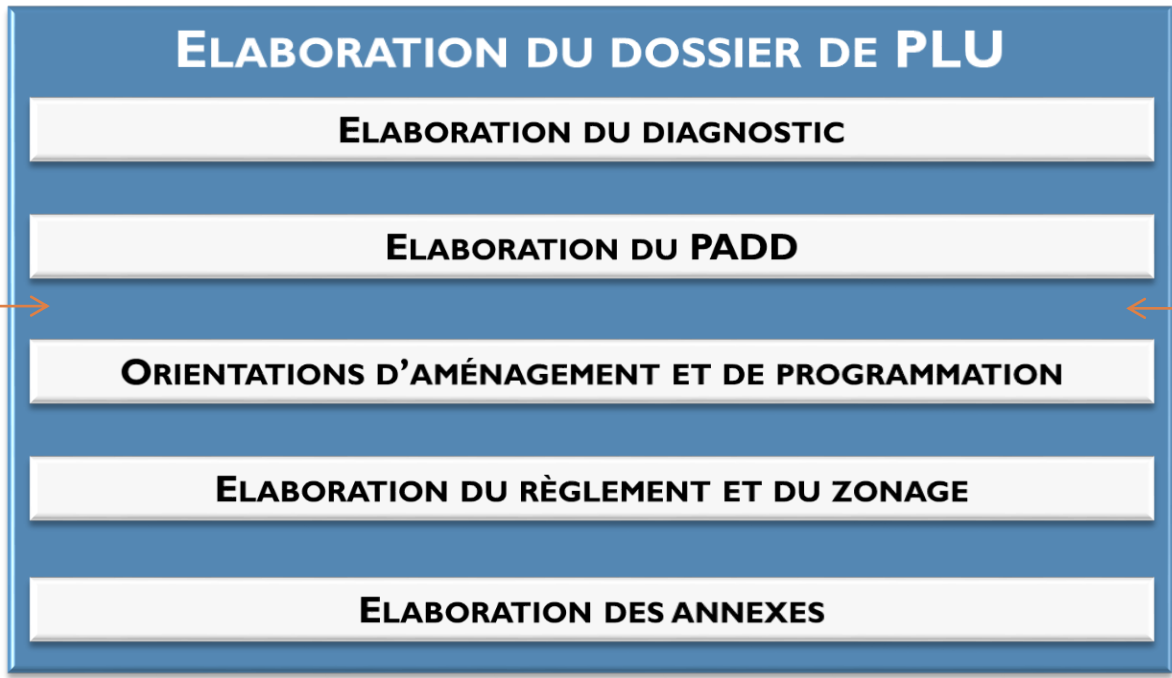 ELABORATION DU DOSSIER DE PLU
ELABORATION DU DIAGNOSTIC
ELABORATION DU PADD
ORIENTATIONS D’AMÉNAGEMENT ET DE PROGRAMMATION
ELABORATION DU RÈGLEMENT ET DU ZONAGE
ELABORATION DES ANNEXES